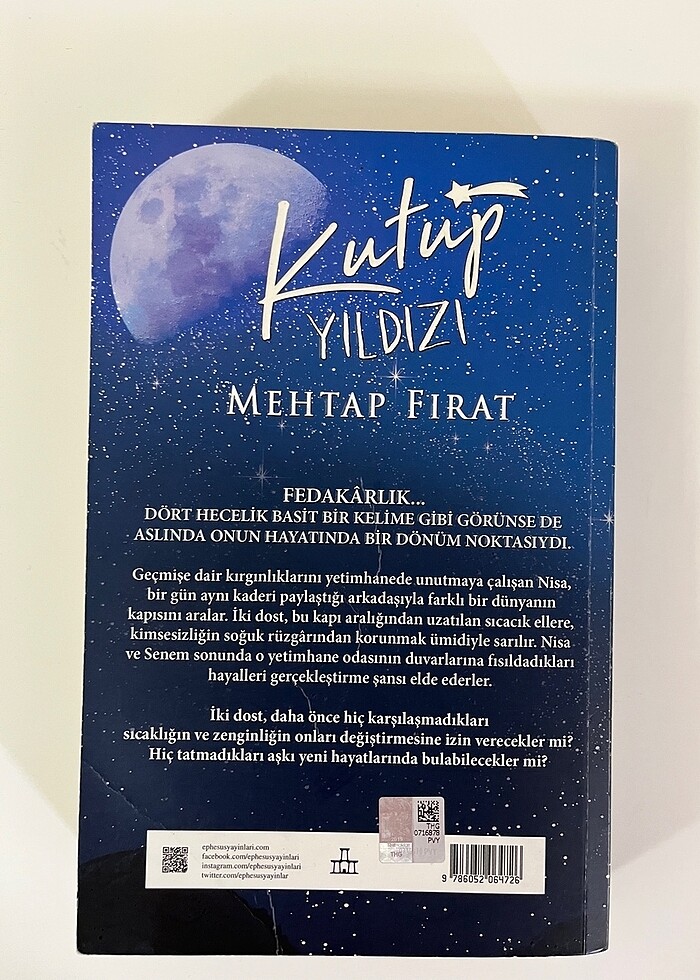 Kutup
YILDIZI
MEHTAP FIRAT
FEDAKÂRLIK...
DÖRT HECELİK BASİT BİR KELİME GİBİ GÖRÜNSE DE
ASLINDA ONUN HAYATINDA BİR DÖNÜM NOKTASIYDI.
Geçmişe dair kırgınlıklarını yetimhanede unutmaya çalışan Nisa,
bir gün aynı kaderi paylaştığı arkadaşıyla farklı bir dünyanın
kapısını aralar. İki dost, bu kapı aralığından uzatılan sıcacık ellere,
kimsesizliğin soğuk rüzgârından korunmak ümidiyle sarılır. Nisa
ve Senem sonunda o yetimhane odasının duvarlarına fısıldadıkları
hayalleri gerçekleştirme şansı elde ederler.
İki dost, daha önce hiç karşılaşmadıkları
sıcaklığın ve zenginliğin onları değiştirmesine izin verecekler mi?
Hiç tatmadıkları aşkı yeni hayatlarında bulabilecekler mi?
ephesusyayinlari.com
facebook.com/ephesusyayinlari
instagram.com/ephesusyayinlari
twitter.com/ephesusyayinlar
THG
0716878
PVY
THG
9 786052 064726